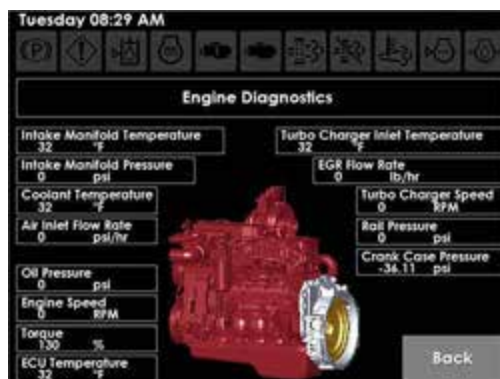 Tuesday 08:29 AM
(P)
Engine Diagnostics
Intake Manifold Temperature
32 °F
Turbo Charger Inlet Temperature
32 °F
Intake Manifold Pressure
0 psi
EGR Flow Rate
0 lb/hr
Coolant Temperature
32 °F
Turbo Charger Speed
0 RPM
Air Inlet Flow Rate
0 psi/hr
Rail Pressure
0 psi
Crank Case Pressure
-36.11 psi
Oil Pressure
0 psi
Engine Speed
0 RPM
Torque
130 %
ECU Temperature
32 °F
Back